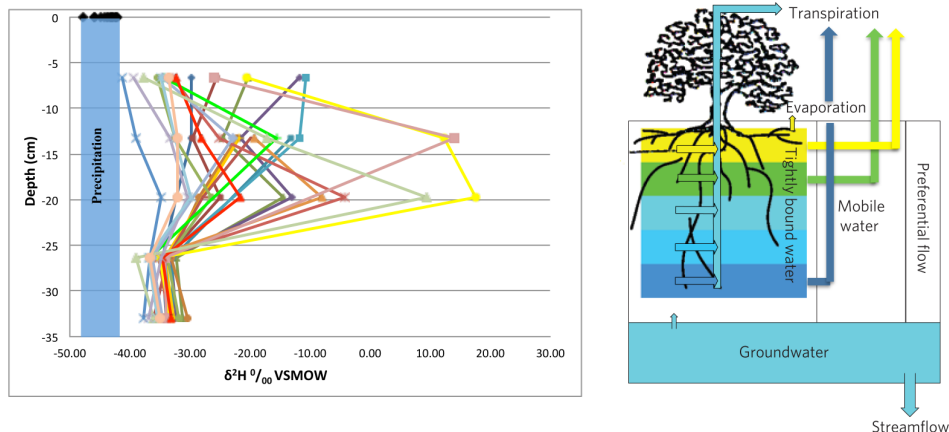 0
-5
-10
-15
-20
-25
-30
-35
Depth (cm)
Precipitation
-50.00 -40.00 -30.00 -20.00 -10.00 0.00 10.00 20.00 30.00
δ²H ⁰/₀₀ VSMOW
Transpiration
Evaporation
Tightly bound water
Mobile
water
Preferential flow
Groundwater
Streamflow